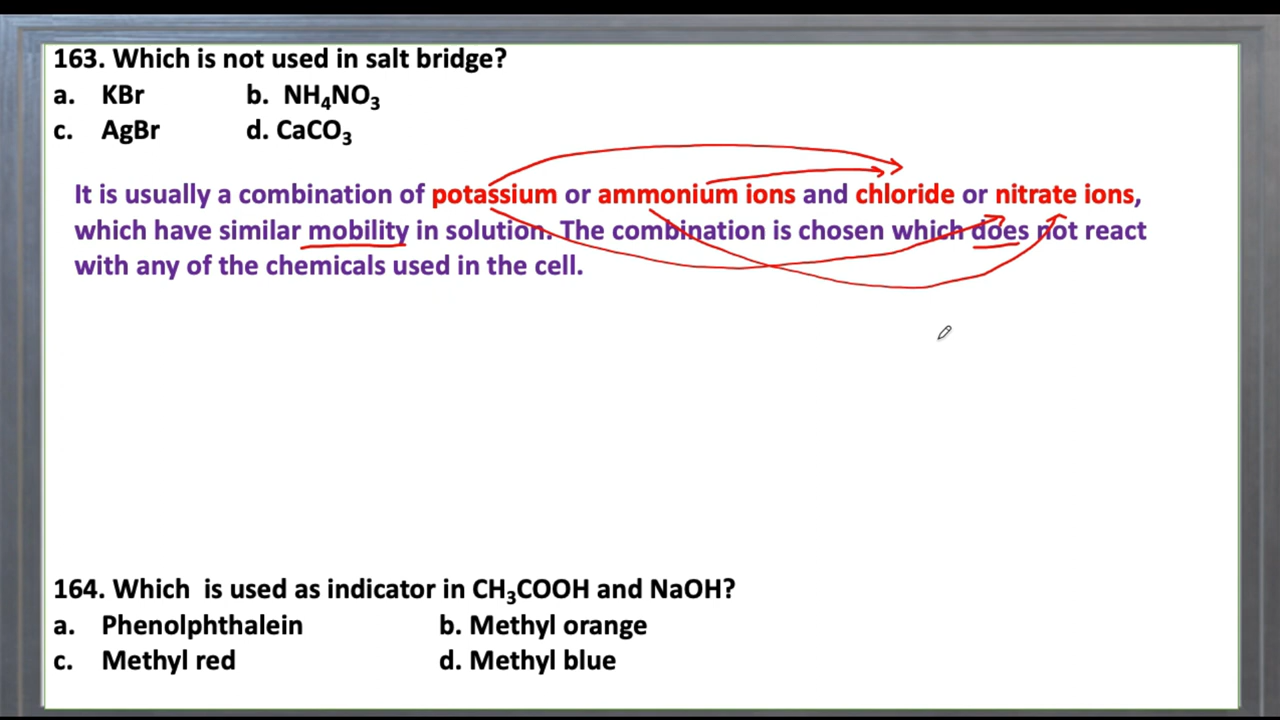 163. Which is not used in salt bridge?
a. KBr b. NH₄NO₃
c. AgBr d. CaCO₃
It is usually a combination of potassium or ammonium ions and chloride or nitrate ions,
which have similar mobility in solution. The combination is chosen which does not react
with any of the chemicals used in the cell.
164. Which is used as indicator in CH₃COOH and NaOH?
a. Phenolphthalein b. Methyl orange
c. Methyl red d. Methyl blue